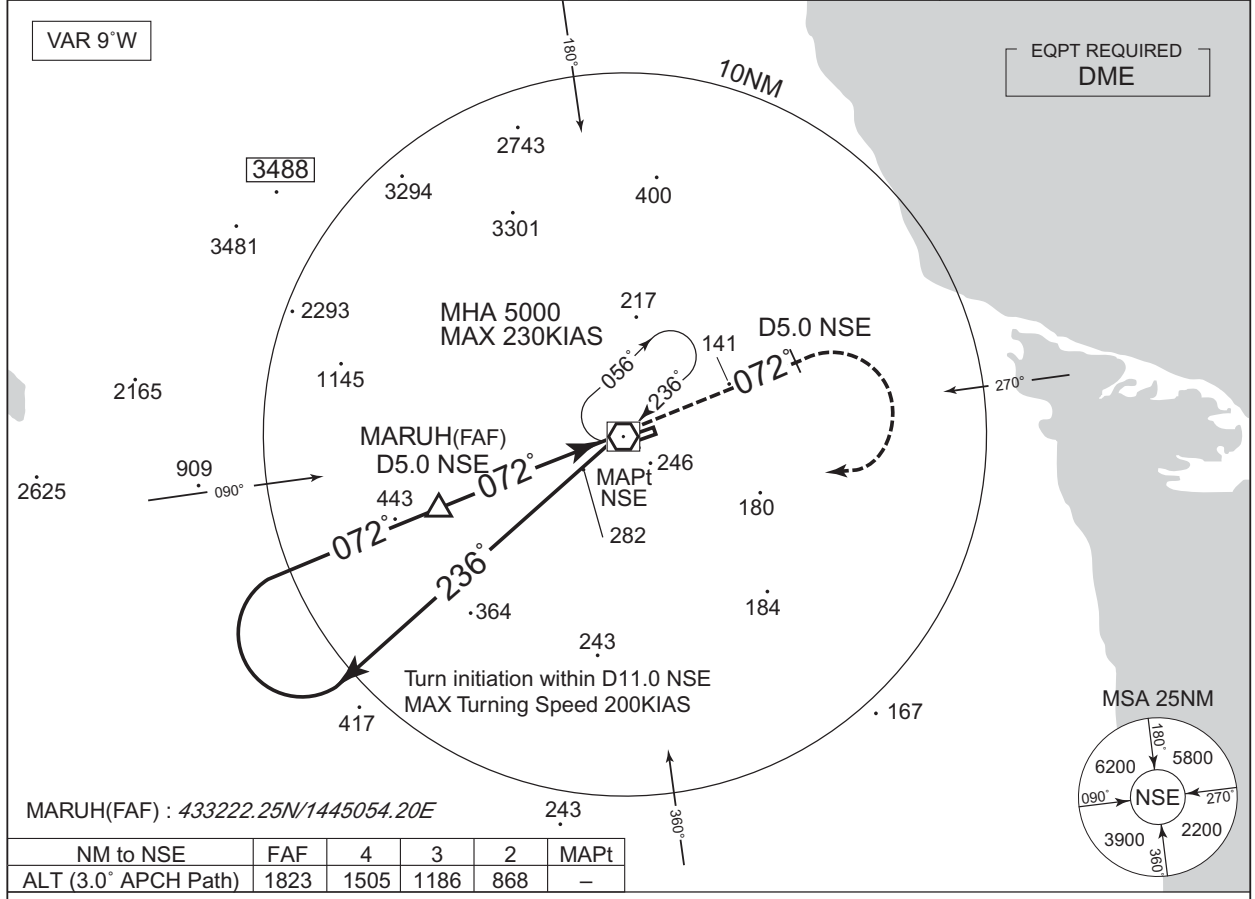 VAR 9°W
EQPT REQUIRED
DME
180°
10NM
2743
3488
3294
400
3301
3481
2293
MHA 5000
MAX 230KIAS
217
D5.0 NSE
141
056°
236°
072°
270°
1145
2165
MARUH(FAF)
D5.0 NSE
072°
MAPt
NSE
246
909
2625
090°
443
180
072°
282
236°
364
184
243
Turn initiation within D11.0 NSE
MAX Turning Speed 200KIAS
417
167
MSA 25NM
180°
6200
5800
090°
NSE
270°
3900
2200
360°
MARUH(FAF) : 433222.25N/1445054.20E
243
360°
NM to NSE FAF 4 3 2 MAPt
ALT (3.0° APCH Path) 1823 1505 1186 868 –